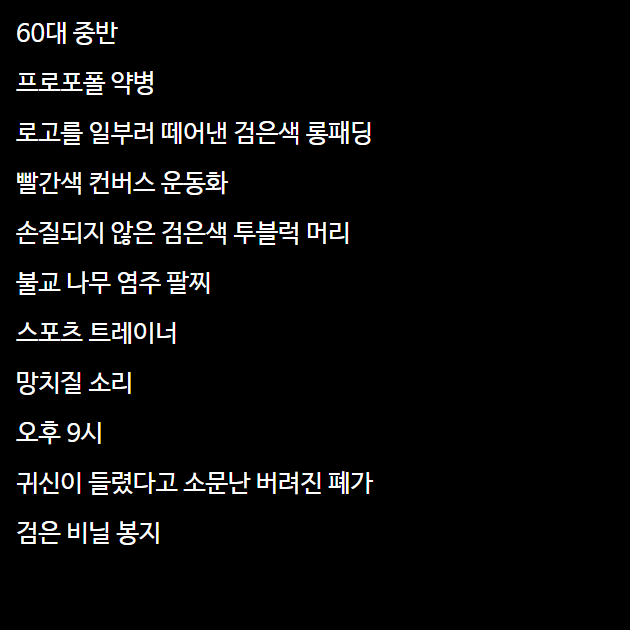 60대 중반
프로포폴 약병
로고를 일부러 떼어낸 검은색 롱패딩
빨간색 컨버스 운동화
손질되지 않은 검은색 투블럭 머리
불교 나무 염주 팔찌
스포츠 트레이너
망치질 소리
오후 9시
귀신이 들렸다고 소문난 버려진 폐가
검은 비닐 봉지